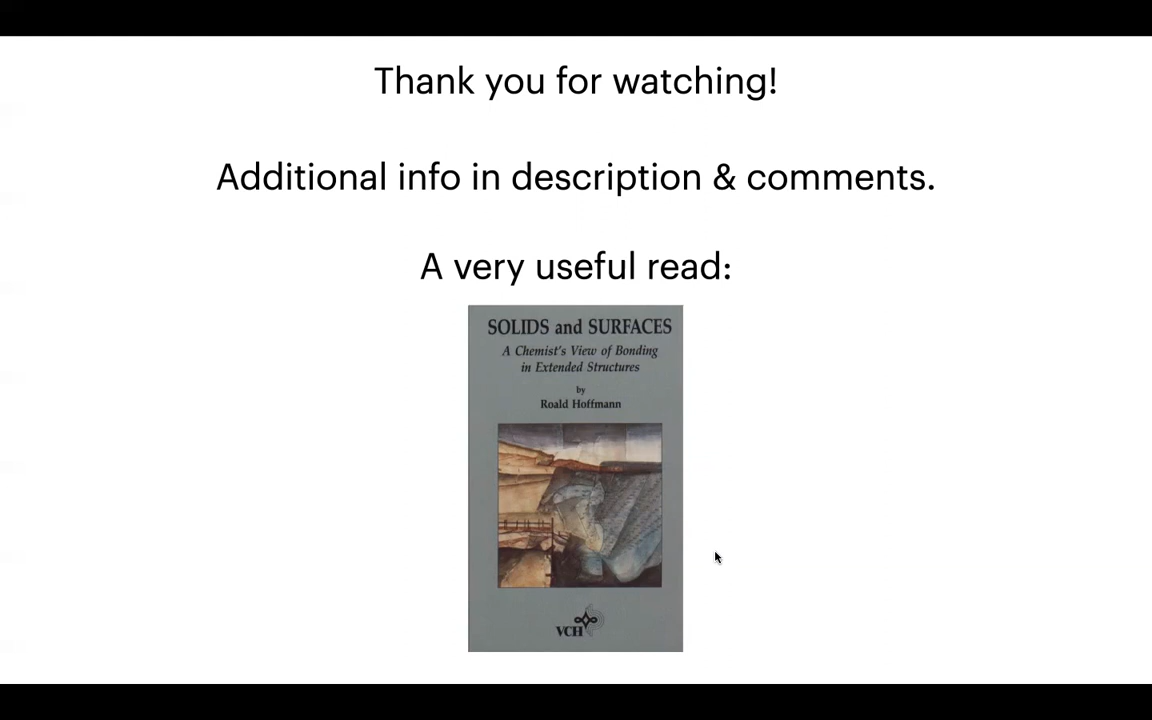 Thank you for watching!
Additional info in description & comments.
A very useful read:
SOLIDS and SURFACES
A Chemist's View of Bonding
in Extended Structures
by
Roald Hoffmann
VCH